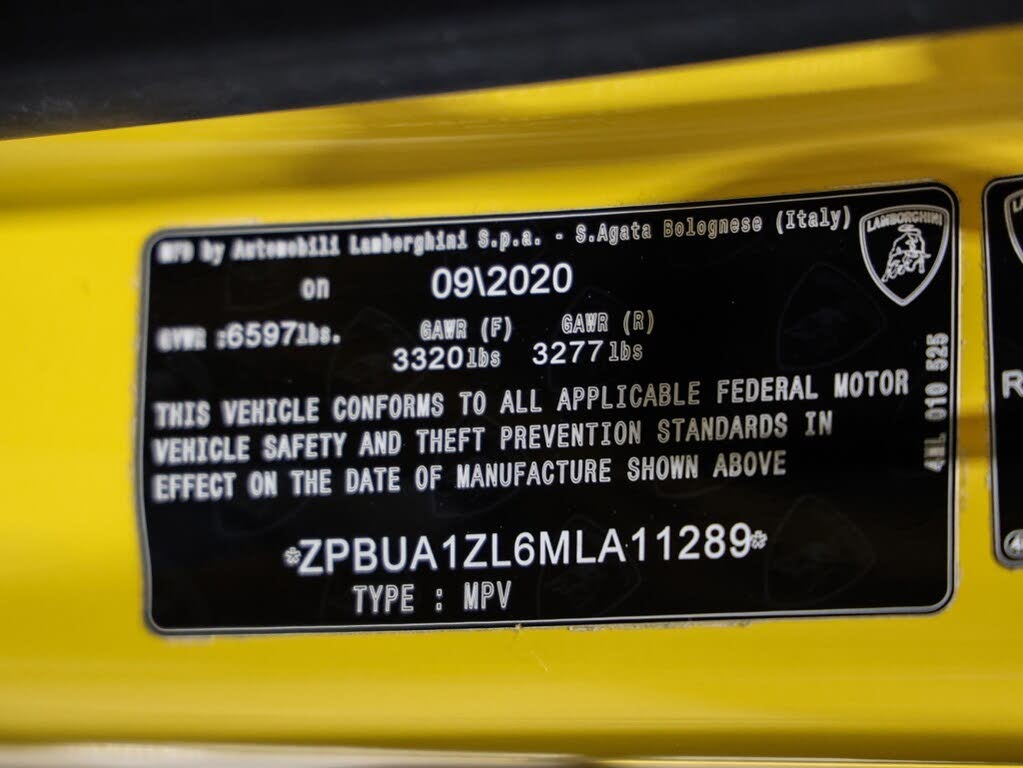 MFD by Automobili Lamborghini S.p.a. - S.Agata Bolognese (Italy)
on 09\2020
GVWR :6597lbs. GAWR (F) GAWR (R)
3320lbs 3277lbs
THIS VEHICLE CONFORMS TO ALL APPLICABLE FEDERAL MOTOR
VEHICLE SAFETY AND THEFT PREVENTION STANDARDS IN
EFFECT ON THE DATE OF MANUFACTURE SHOWN ABOVE
*ZPBUA1ZL6MLA11289*
TYPE : MPV
LAMBORGHINI
4ML 010 525
R